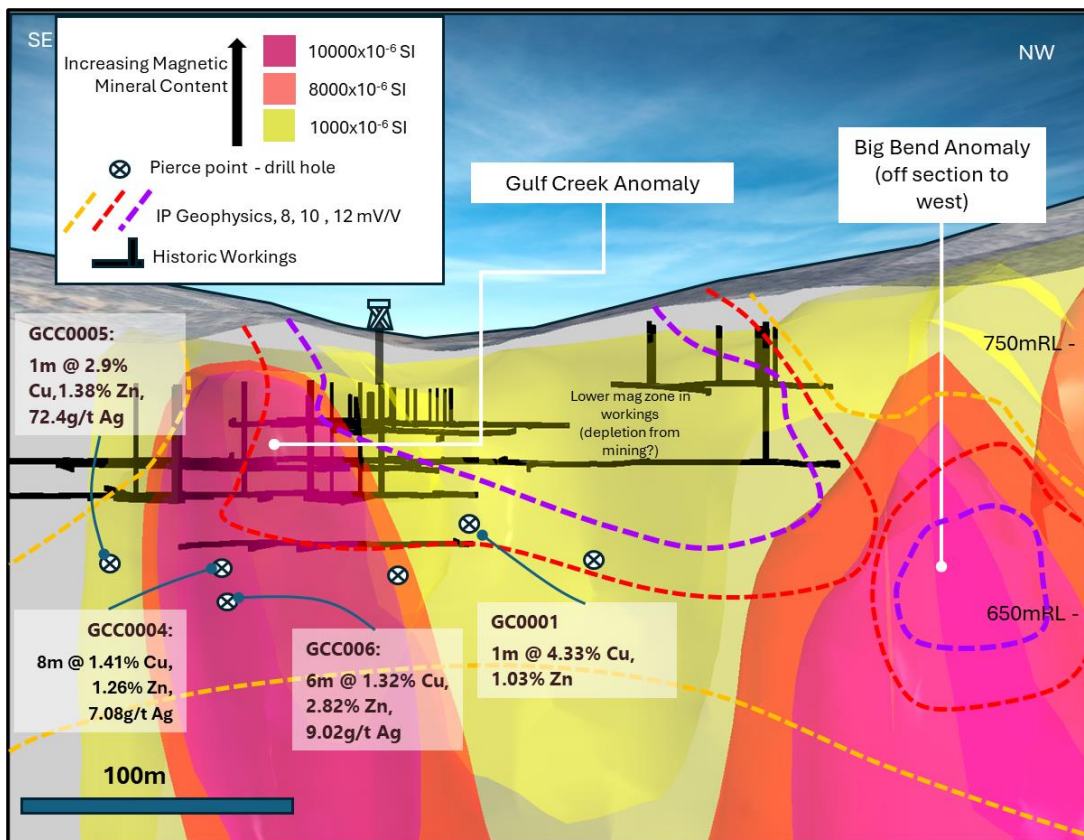 SE
NW
Increasing Magnetic
Mineral Content
10000x10⁻⁶ SI
8000x10⁻⁶ SI
1000x10⁻⁶ SI
Pierce point - drill hole
IP Geophysics, 8, 10 , 12 mV/V
Historic Workings
Gulf Creek Anomaly
Big Bend Anomaly
(off section to
west)
GCC0005:
1m @ 2.9%
Cu,1.38% Zn,
72.4g/t Ag
750mRL -
Lower mag zone in
workings
(depletion from
mining?)
650mRL -
GCC0004:
8m @ 1.41% Cu,
1.26% Zn,
7.08g/t Ag
GCC006:
6m @ 1.32% Cu,
2.82% Zn,
9.02g/t Ag
GC0001
1m @ 4.33% Cu,
1.03% Zn
100m